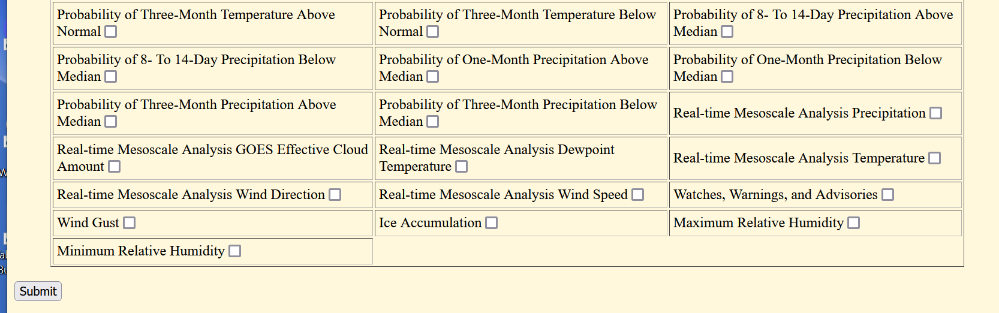 Probability of Three-Month Temperature Above
Normal
Probability of Three-Month Temperature Below
Normal
Probability of 8- To 14-Day Precipitation Above
Median
Probability of 8- To 14-Day Precipitation Below
Median
Probability of One-Month Precipitation Above
Median
Probability of One-Month Precipitation Below
Median
Probability of Three-Month Precipitation Above
Median
Probability of Three-Month Precipitation Below
Median
Real-time Mesoscale Analysis Precipitation
Real-time Mesoscale Analysis GOES Effective Cloud
Amount
Real-time Mesoscale Analysis Dewpoint
Temperature
Real-time Mesoscale Analysis Temperature
Real-time Mesoscale Analysis Wind Direction
Real-time Mesoscale Analysis Wind Speed
Watches, Warnings, and Advisories
Wind Gust
Ice Accumulation
Maximum Relative Humidity
Minimum Relative Humidity
Submit